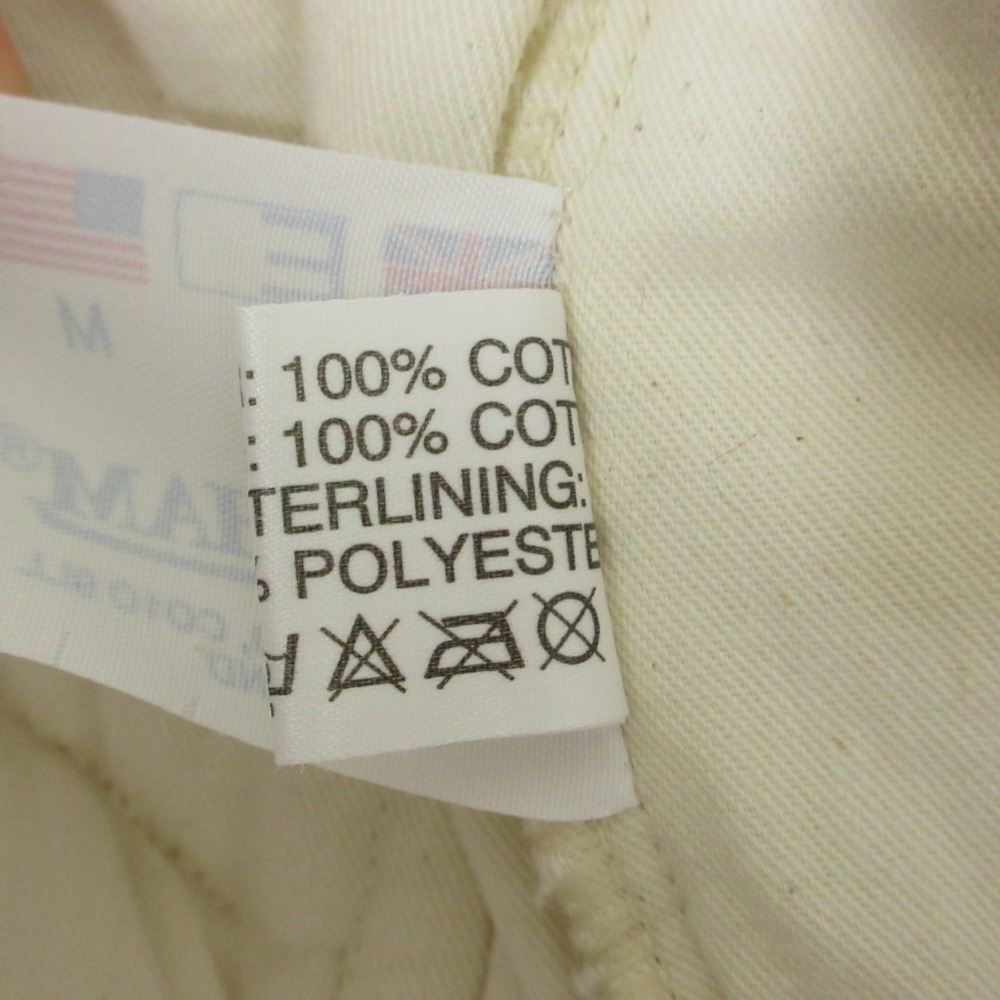 M
: 100% COT
: 100% COT
TERLINING:
% POLYESTE